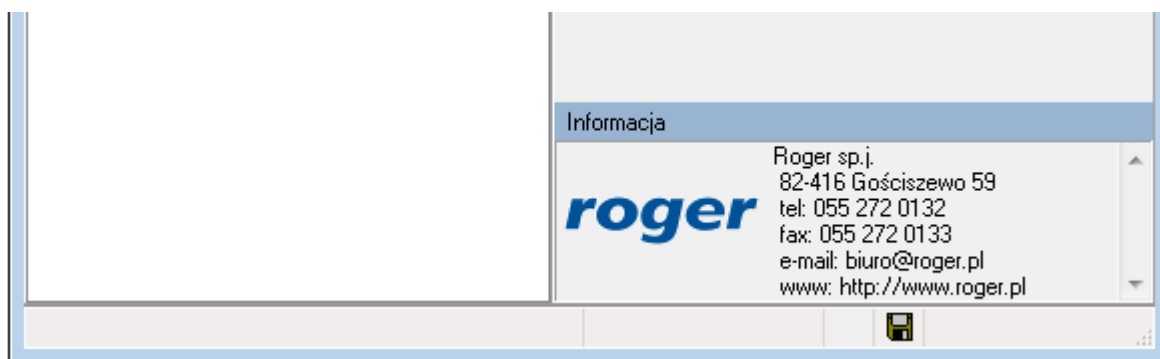 Informacja
roger
Roger sp.j.
82-416 Gościszewo 59
tel: 055 272 0132
fax: 055 272 0133
e-mail: biuro@roger.pl
www: http://www.roger.pl